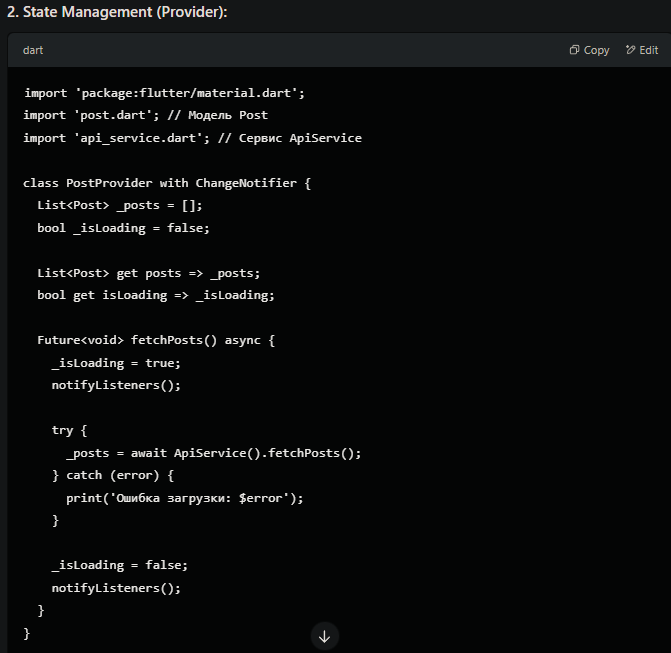 2. State Management (Provider):
dart
Copy
Edit
import 'package:flutter/material.dart';
import 'post.dart'; // Модель Post
import 'api_service.dart'; // Сервис ApiService
class PostProvider with ChangeNotifier {
  List<Post> _posts = [];
  bool _isLoading = false;
  List<Post> get posts => _posts;
  bool get isLoading => _isLoading;
  Future<void> fetchPosts() async {
    _isLoading = true;
    notifyListeners();
    try {
      _posts = await ApiService().fetchPosts();
    } catch (error) {
      print('Ошибка загрузки: $error');
    }
    _isLoading = false;
    notifyListeners();
  }
}